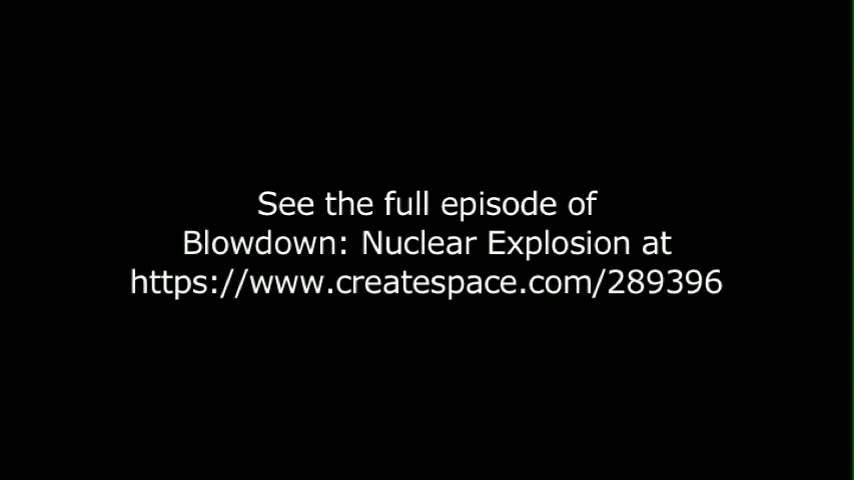 See the full episode of
Blowdown: Nuclear Explosion at
https://www.createspace.com/289396